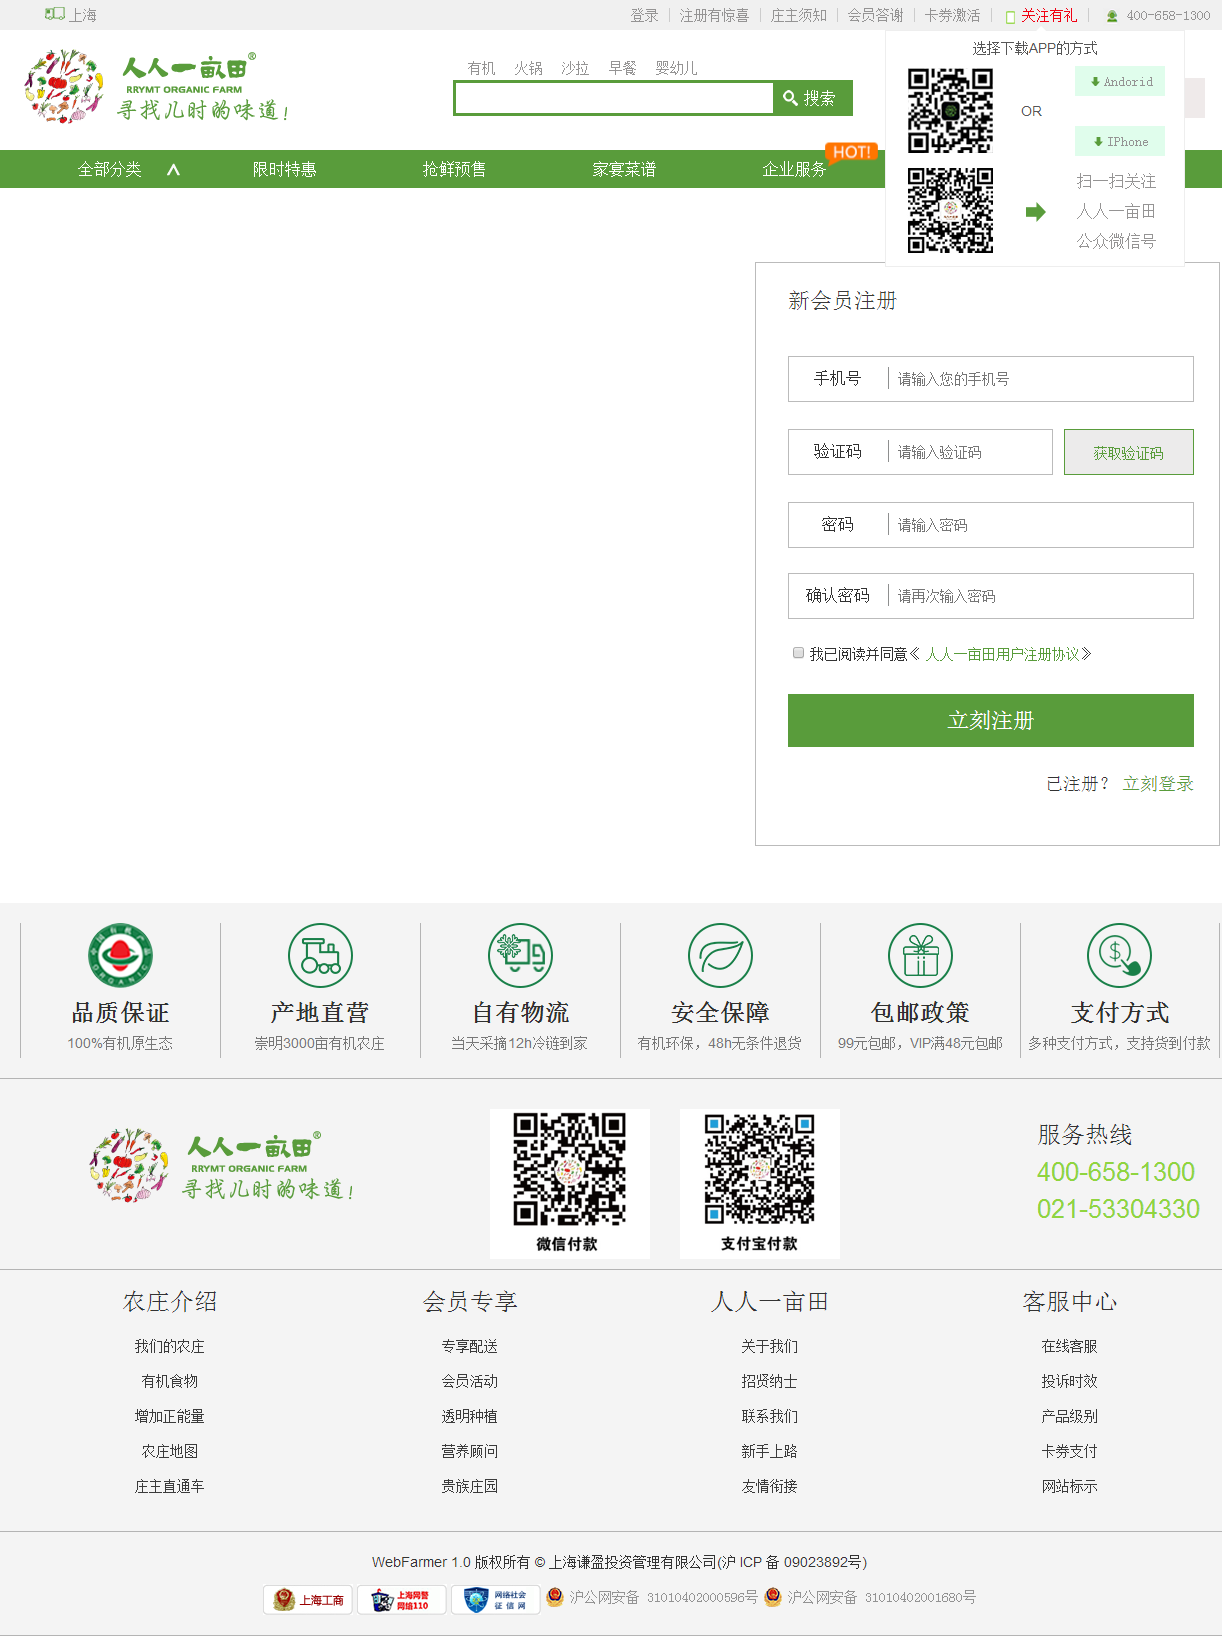 上海
登录 注册有惊喜 庄主须知 会员答谢 卡券激活 关注有礼 400-658-1300
选择下载APP的方式
Andorid
OR
IPhone
扫一扫关注
人人一亩田
公众微信号
人人一亩田®
RRYMT ORGANIC FARM
寻找儿时的味道!
有机 火锅 沙拉 早餐 婴幼儿
搜索
全部分类 限时特惠 抢鲜预售 家宴菜谱 企业服务 HOT!
新会员注册
手机号 请输入您的手机号
验证码 请输入验证码 获取验证码
密码 请输入密码
确认密码 请再次输入密码
我已阅读并同意《 人人一亩田用户注册协议》
立刻注册
已注册？ 立刻登录
ORGANIC
品质保证 产地直营 自有物流 安全保障 包邮政策 支付方式
100%有机原生态 崇明3000亩有机农庄 当天采摘12h冷链到家 有机环保，48h无条件退货 99元包邮，VIP满48元包邮 多种支付方式，支持货到付款
人人一亩田®
RRYMT ORGANIC FARM
寻找儿时的味道!
微信付款 支付宝付款
服务热线
400-658-1300
021-53304330
农庄介绍 会员专享 人人一亩田 客服中心
我们的农庄 专享配送 关于我们 在线客服
有机食物 会员活动 招贤纳士 投诉时效
增加正能量 透明种植 联系我们 产品级别
农庄地图 营养顾问 新手上路 卡券支付
庄主直通车 贵族庄园 友情衔接 网站标示
WebFarmer 1.0 版权所有 © 上海谦盈投资管理有限公司(沪 ICP 备 09023892号)
上海工商 上海网警网络110 网络社会征信网 沪公网安备 31010402000596号 沪公网安备 31010402001680号